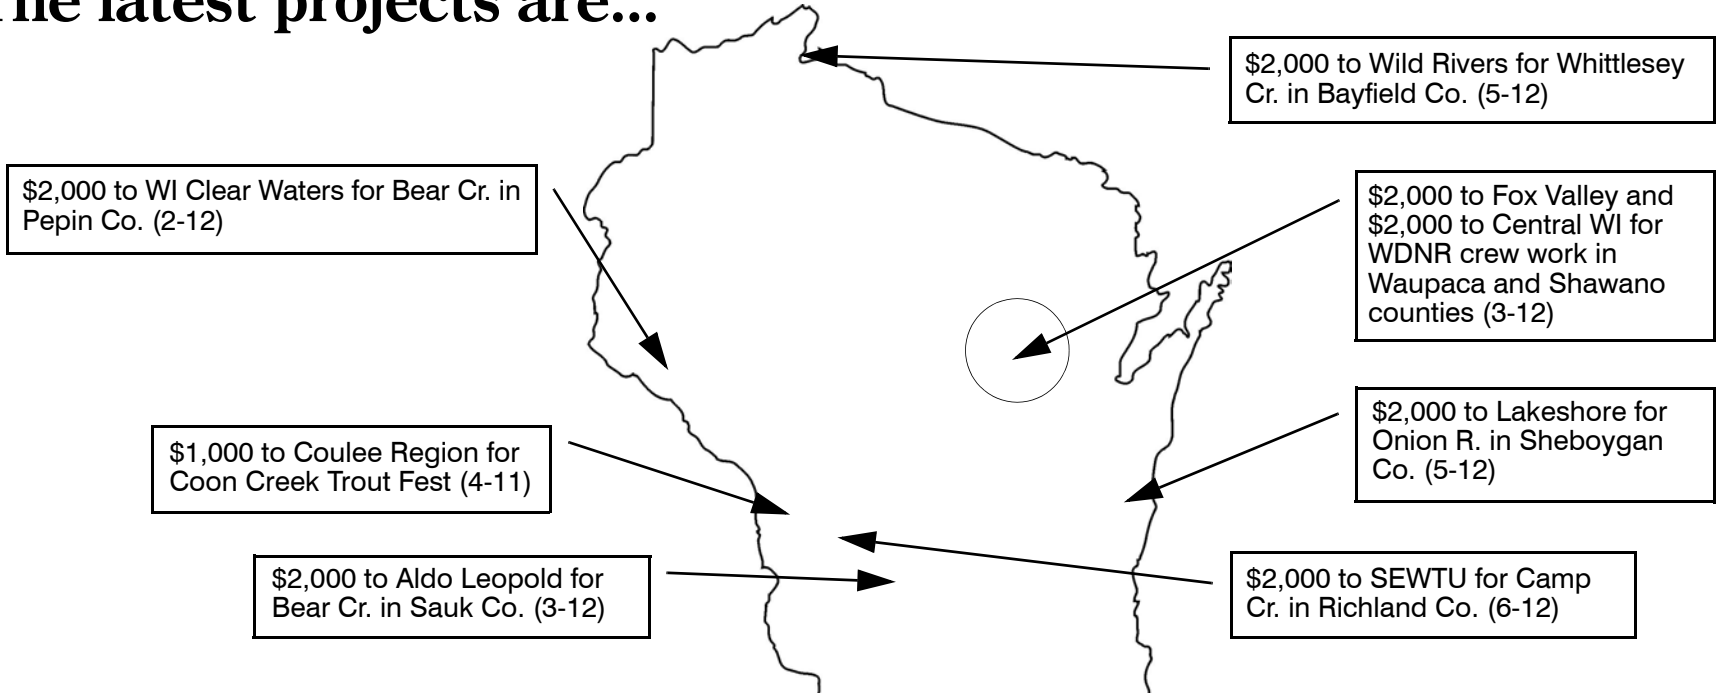 The latest projects are...
$2,000 to Wild Rivers for Whittlesey
Cr. in Bayfield Co. (5-12)
$2,000 to WI Clear Waters for Bear Cr. in
Pepin Co. (2-12)
$2,000 to Fox Valley and
$2,000 to Central WI for
WDNR crew work in
Waupaca and Shawano
counties (3-12)
$1,000 to Coulee Region for
Coon Creek Trout Fest (4-11)
$2,000 to Lakeshore for
Onion R. in Sheboygan
Co. (5-12)
$2,000 to Aldo Leopold for
Bear Cr. in Sauk Co. (3-12)
$2,000 to SEWTU for Camp
Cr. in Richland Co. (6-12)